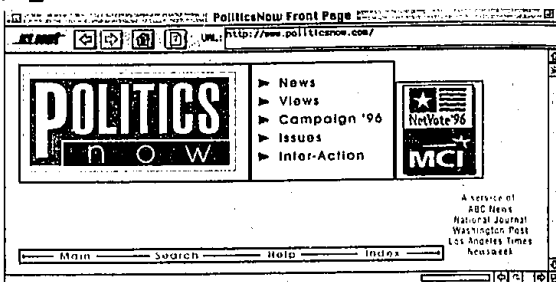 PoliticsNow Front Page
URL: http://www.politicsnow.com/
POLITICS
now
News
Views
Campaign '96
Issues
Inter-Action
NetVote'96
MCI
A service of
ABC News
National Journal
Washington Post
Los Angeles Times
Newsweek
Main Search Help Index